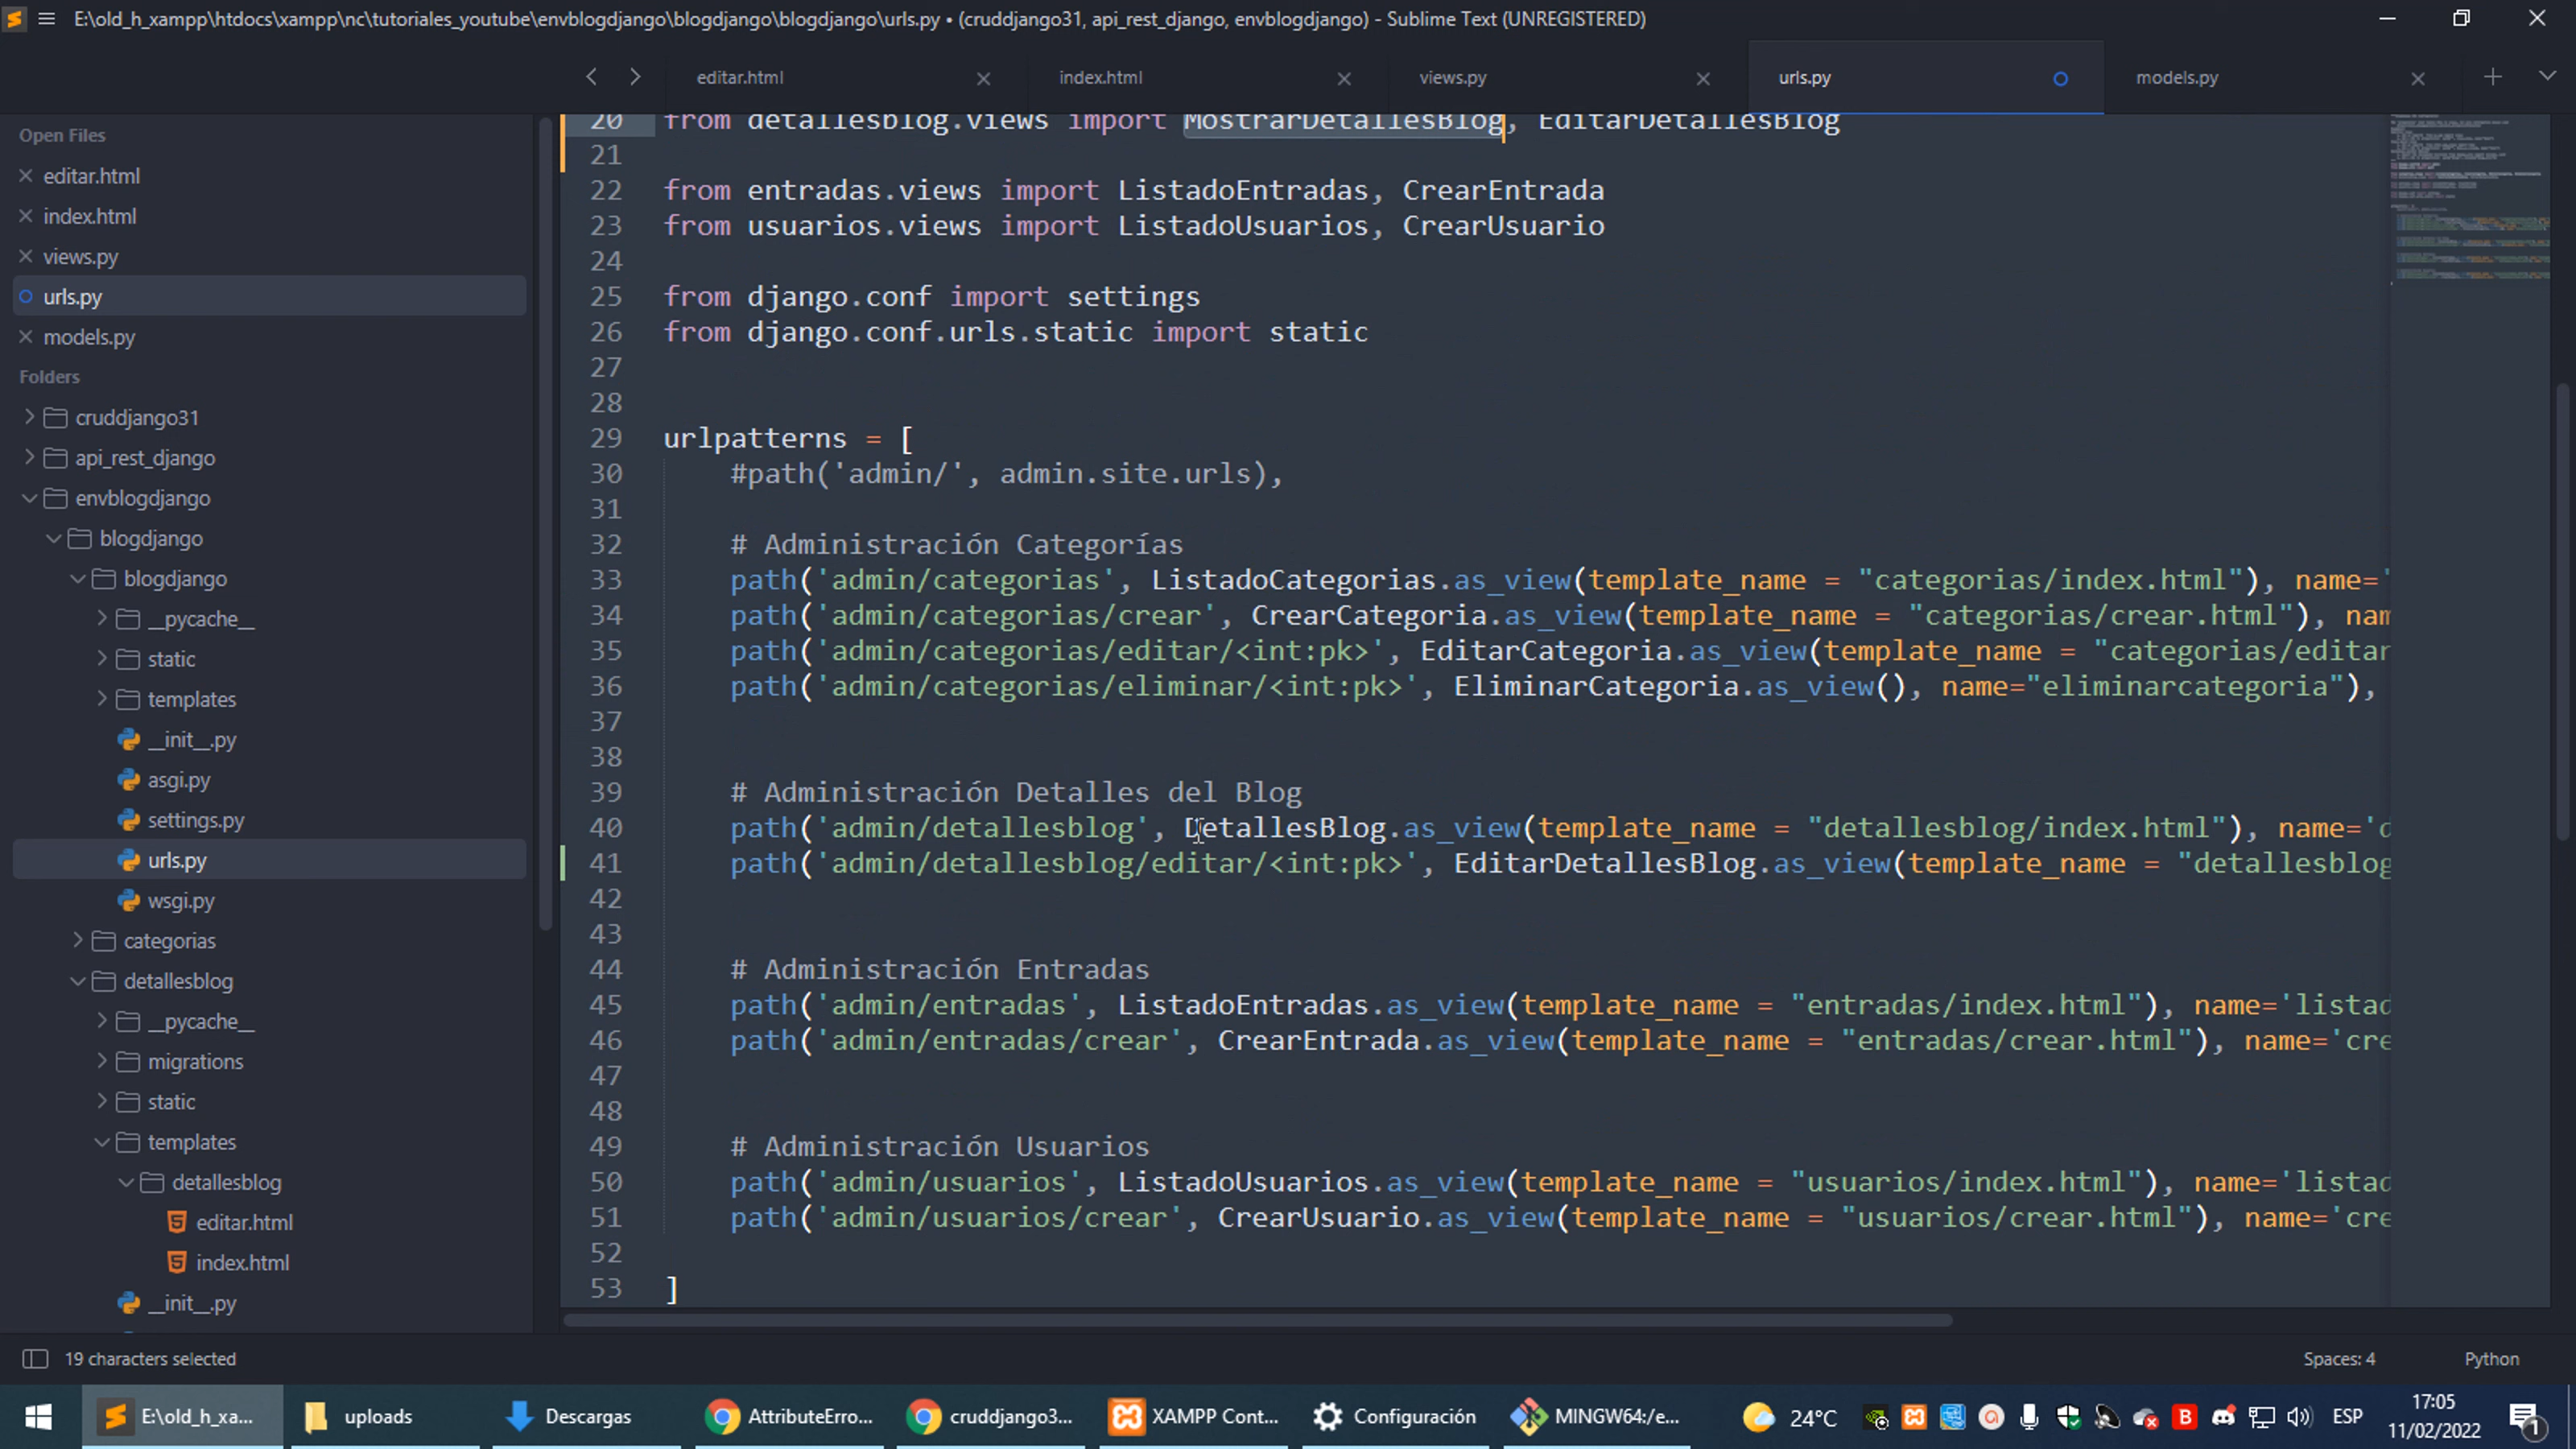 E:\old_h_xampp\htdocs\xampp\nc\tutoriales_youtube\envblogdjango\blogdjango\blogdjango\urls.py • (cruddjango31, api_rest_django, envblogdjango) - Sublime Text (UNREGISTERED)
editar.html
index.html
views.py
urls.py
models.py
Open Files
editar.html
index.html
views.py
urls.py
models.py
Folders
cruddjango31
api_rest_django
envblogdjango
blogdjango
blogdjango
__pycache__
static
templates
__init__.py
asgi.py
settings.py
urls.py
wsgi.py
categorias
detallesblog
__pycache__
migrations
static
templates
detallesblog
editar.html
index.html
__init__.py
20 from detallesblog.views import MostrarDetallesBlog, EditarDetallesBlog
21
22 from entradas.views import ListadoEntradas, CrearEntrada
23 from usuarios.views import ListadoUsuarios, CrearUsuario
24
25 from django.conf import settings
26 from django.conf.urls.static import static
27
28
29 urlpatterns = [
30 #path('admin/', admin.site.urls),
31
32 # Administración Categorías
33 path('admin/categorias', ListadoCategorias.as_view(template_name = "categorias/index.html"), name='
34 path('admin/categorias/crear', CrearCategoria.as_view(template_name = "categorias/crear.html"), nam
35 path('admin/categorias/editar/<int:pk>', EditarCategoria.as_view(template_name = "categorias/editar
36 path('admin/categorias/eliminar/<int:pk>', EliminarCategoria.as_view(), name="eliminarcategoria"),
37
38
39 # Administración Detalles del Blog
40 path('admin/detallesblog', DetallesBlog.as_view(template_name = "detallesblog/index.html"), name='d
41 path('admin/detallesblog/editar/<int:pk>', EditarDetallesBlog.as_view(template_name = "detallesblog
42
43
44 # Administración Entradas
45 path('admin/entradas', ListadoEntradas.as_view(template_name = "entradas/index.html"), name='listad
46 path('admin/entradas/crear', CrearEntrada.as_view(template_name = "entradas/crear.html"), name='cre
47
48
49 # Administración Usuarios
50 path('admin/usuarios', ListadoUsuarios.as_view(template_name = "usuarios/index.html"), name='listad
51 path('admin/usuarios/crear', CrearUsuario.as_view(template_name = "usuarios/crear.html"), name='cre
52
53 ]
19 characters selected
Spaces: 4
Python
E:\old_h_xa...
uploads
Descargas
AttributeErro...
cruddjango3...
XAMPP Cont...
Configuración
MINGW64:/e...
24°C
ESP
17:05
11/02/2022
1